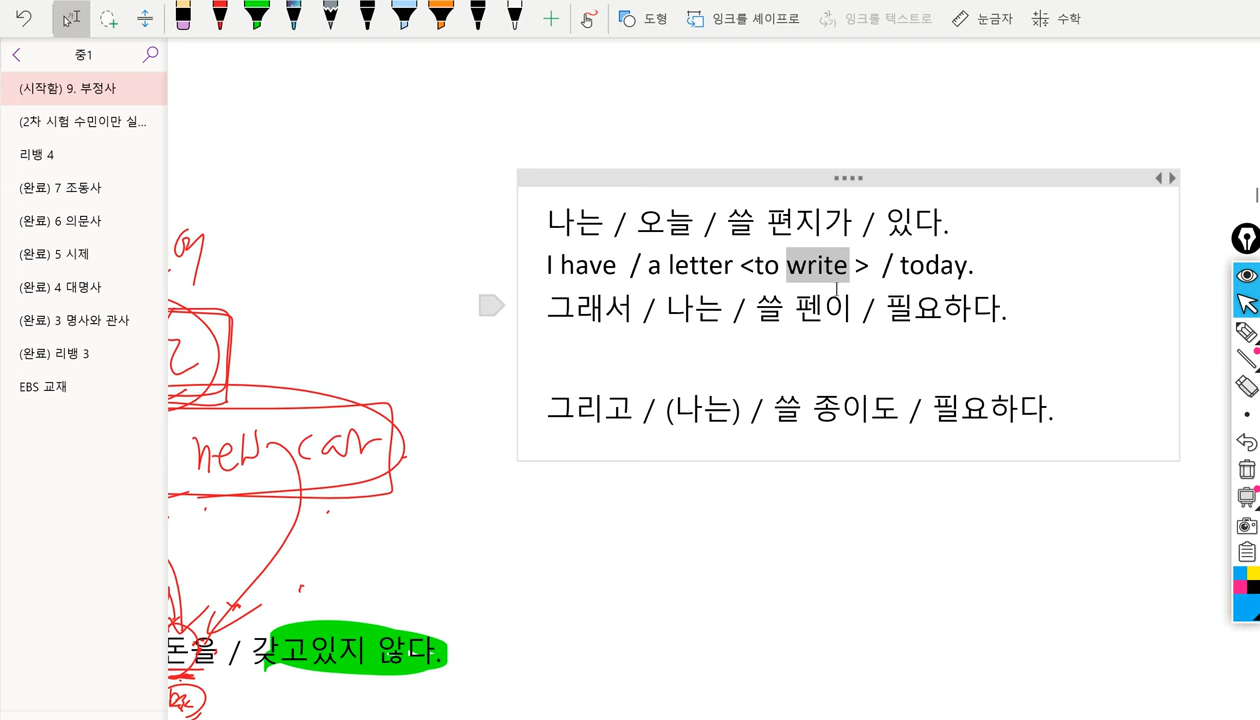 도형
잉크를 셰이프로
잉크를 텍스트로
눈금자
수학
중1
(시작함) 9. 부정사
(2차 시험 수민이만 실...
리뱅 4
(완료) 7 조동사
(완료) 6 의문사
(완료) 5 시제
(완료) 4 대명사
(완료) 3 명사와 관사
(완료) 리뱅 3
EBS 교재
나는 / 오늘 / 쓸 편지가 / 있다.
I have / a letter <to write > / today.
그래서 / 나는 / 쓸 펜이 / 필요하다.
그리고 / (나는) / 쓸 종이도 / 필요하다.
new car
돈을 / 갖고있지 않다.